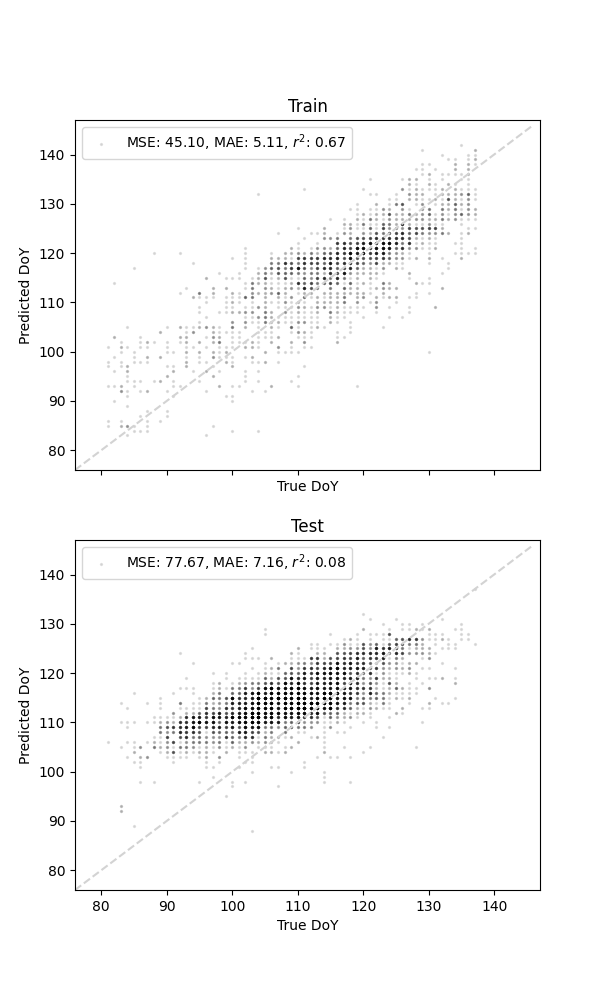 Train
MSE: 45.10, MAE: 5.11, r²: 0.67
140
130
120
110
100
90
80
Predicted DoY
True DoY
Test
MSE: 77.67, MAE: 7.16, r²: 0.08
140
130
120
110
100
90
80
Predicted DoY
80 90 100 110 120 130 140
True DoY